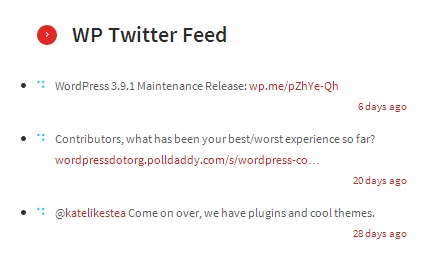 WP Twitter Feed
WordPress 3.9.1 Maintenance Release: wp.me/pZhYe-Qh
6 days ago
Contributors, what has been your best/worst experience so far?
wordpressdotorg.polldaddy.com/s/wordpress-co…
20 days ago
@katelikestea Come on over, we have plugins and cool themes.
28 days ago